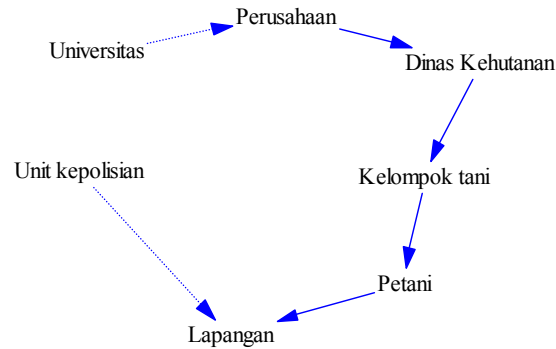 Perusahaan
Universitas
Dinas Kehutanan
Unit kepolisian
Kelompok tani
Petani
Lapangan